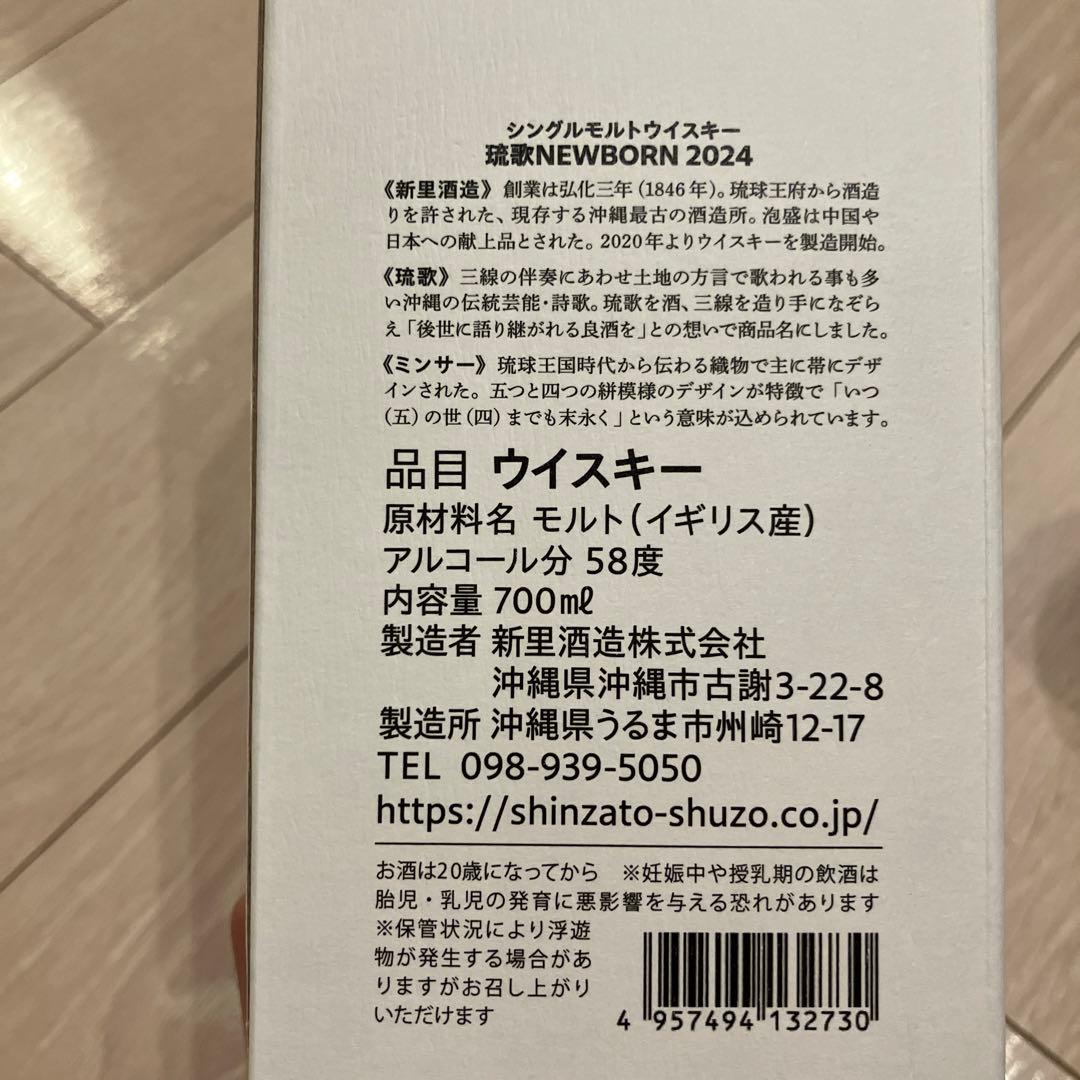 シングルモルトウイスキー
琉歌NEWBORN 2024
《新里酒造》創業は弘化三年(1846年)。琉球王府から酒造
りを許された、現存する沖縄最古の酒造所。泡盛は中国や
日本への献上品とされた。2020年よりウイスキーを製造開始。
《琉歌》三線の伴奏にあわせ土地の方言で歌われる事も多
い沖縄の伝統芸能・詩歌。琉歌を酒、三線を造り手になぞら
え「後世に語り継がれる良酒を」との想いで商品名にしました。
《ミンサー》琉球王国時代から伝わる織物で主に帯にデザ
インされた。五つと四つの絣模様のデザインが特徴で「いつ
(五)の世(四)までも末永く」という意味が込められています。
品目 ウイスキー
原材料名 モルト(イギリス産)
アルコール分 58度
内容量 700㎖
製造者 新里酒造株式会社
沖縄県沖縄市古謝3-22-8
製造所 沖縄県うるま市州崎12-17
TEL 098-939-5050
https://shinzato-shuzo.co.jp/
お酒は20歳になってから ※妊娠中や授乳期の飲酒は
胎児・乳児の発育に悪影響を与える恐れがあります
※保管状況により浮遊
物が発生する場合があ
りますがお召し上がり
いただけます
4 957494 132730